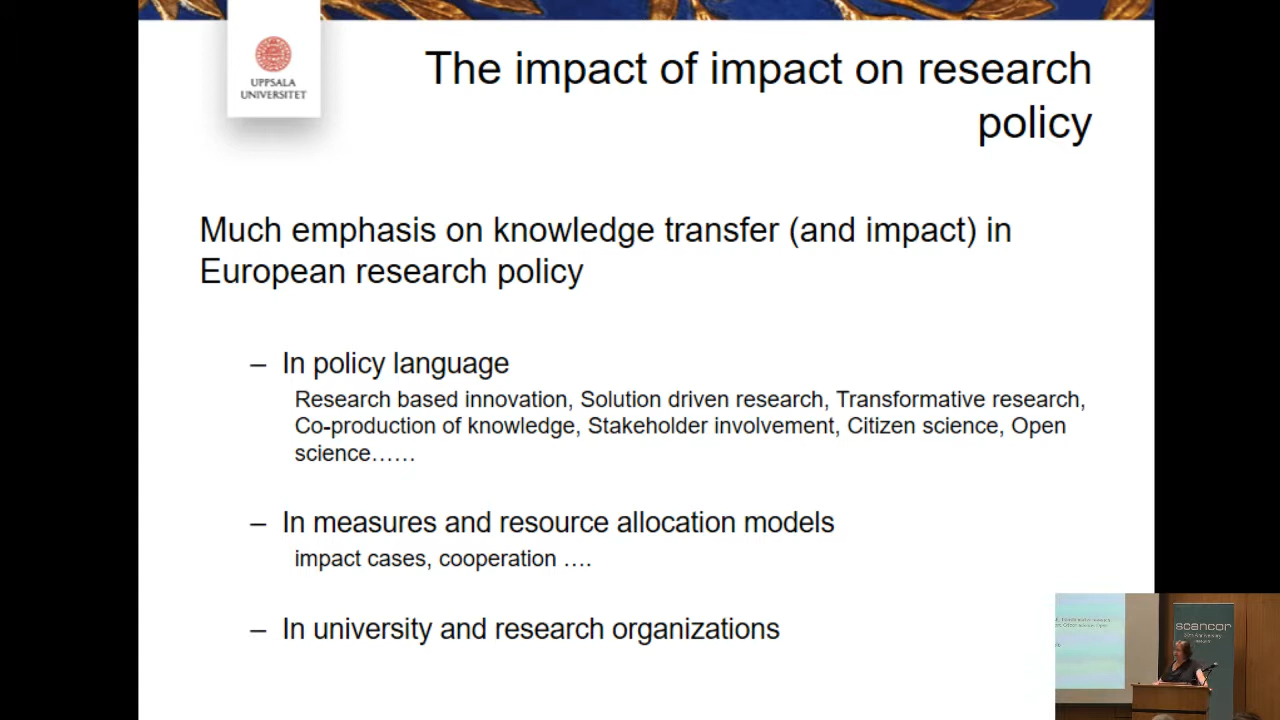 UPPSALA
UNIVERSITET
The impact of impact on research
policy
Much emphasis on knowledge transfer (and impact) in
European research policy
– In policy language
Research based innovation, Solution driven research, Transformative research,
Co-production of knowledge, Stakeholder involvement, Citizen science, Open
science……
– In measures and resource allocation models
impact cases, cooperation ….
– In university and research organizations
scancor
Anniversary